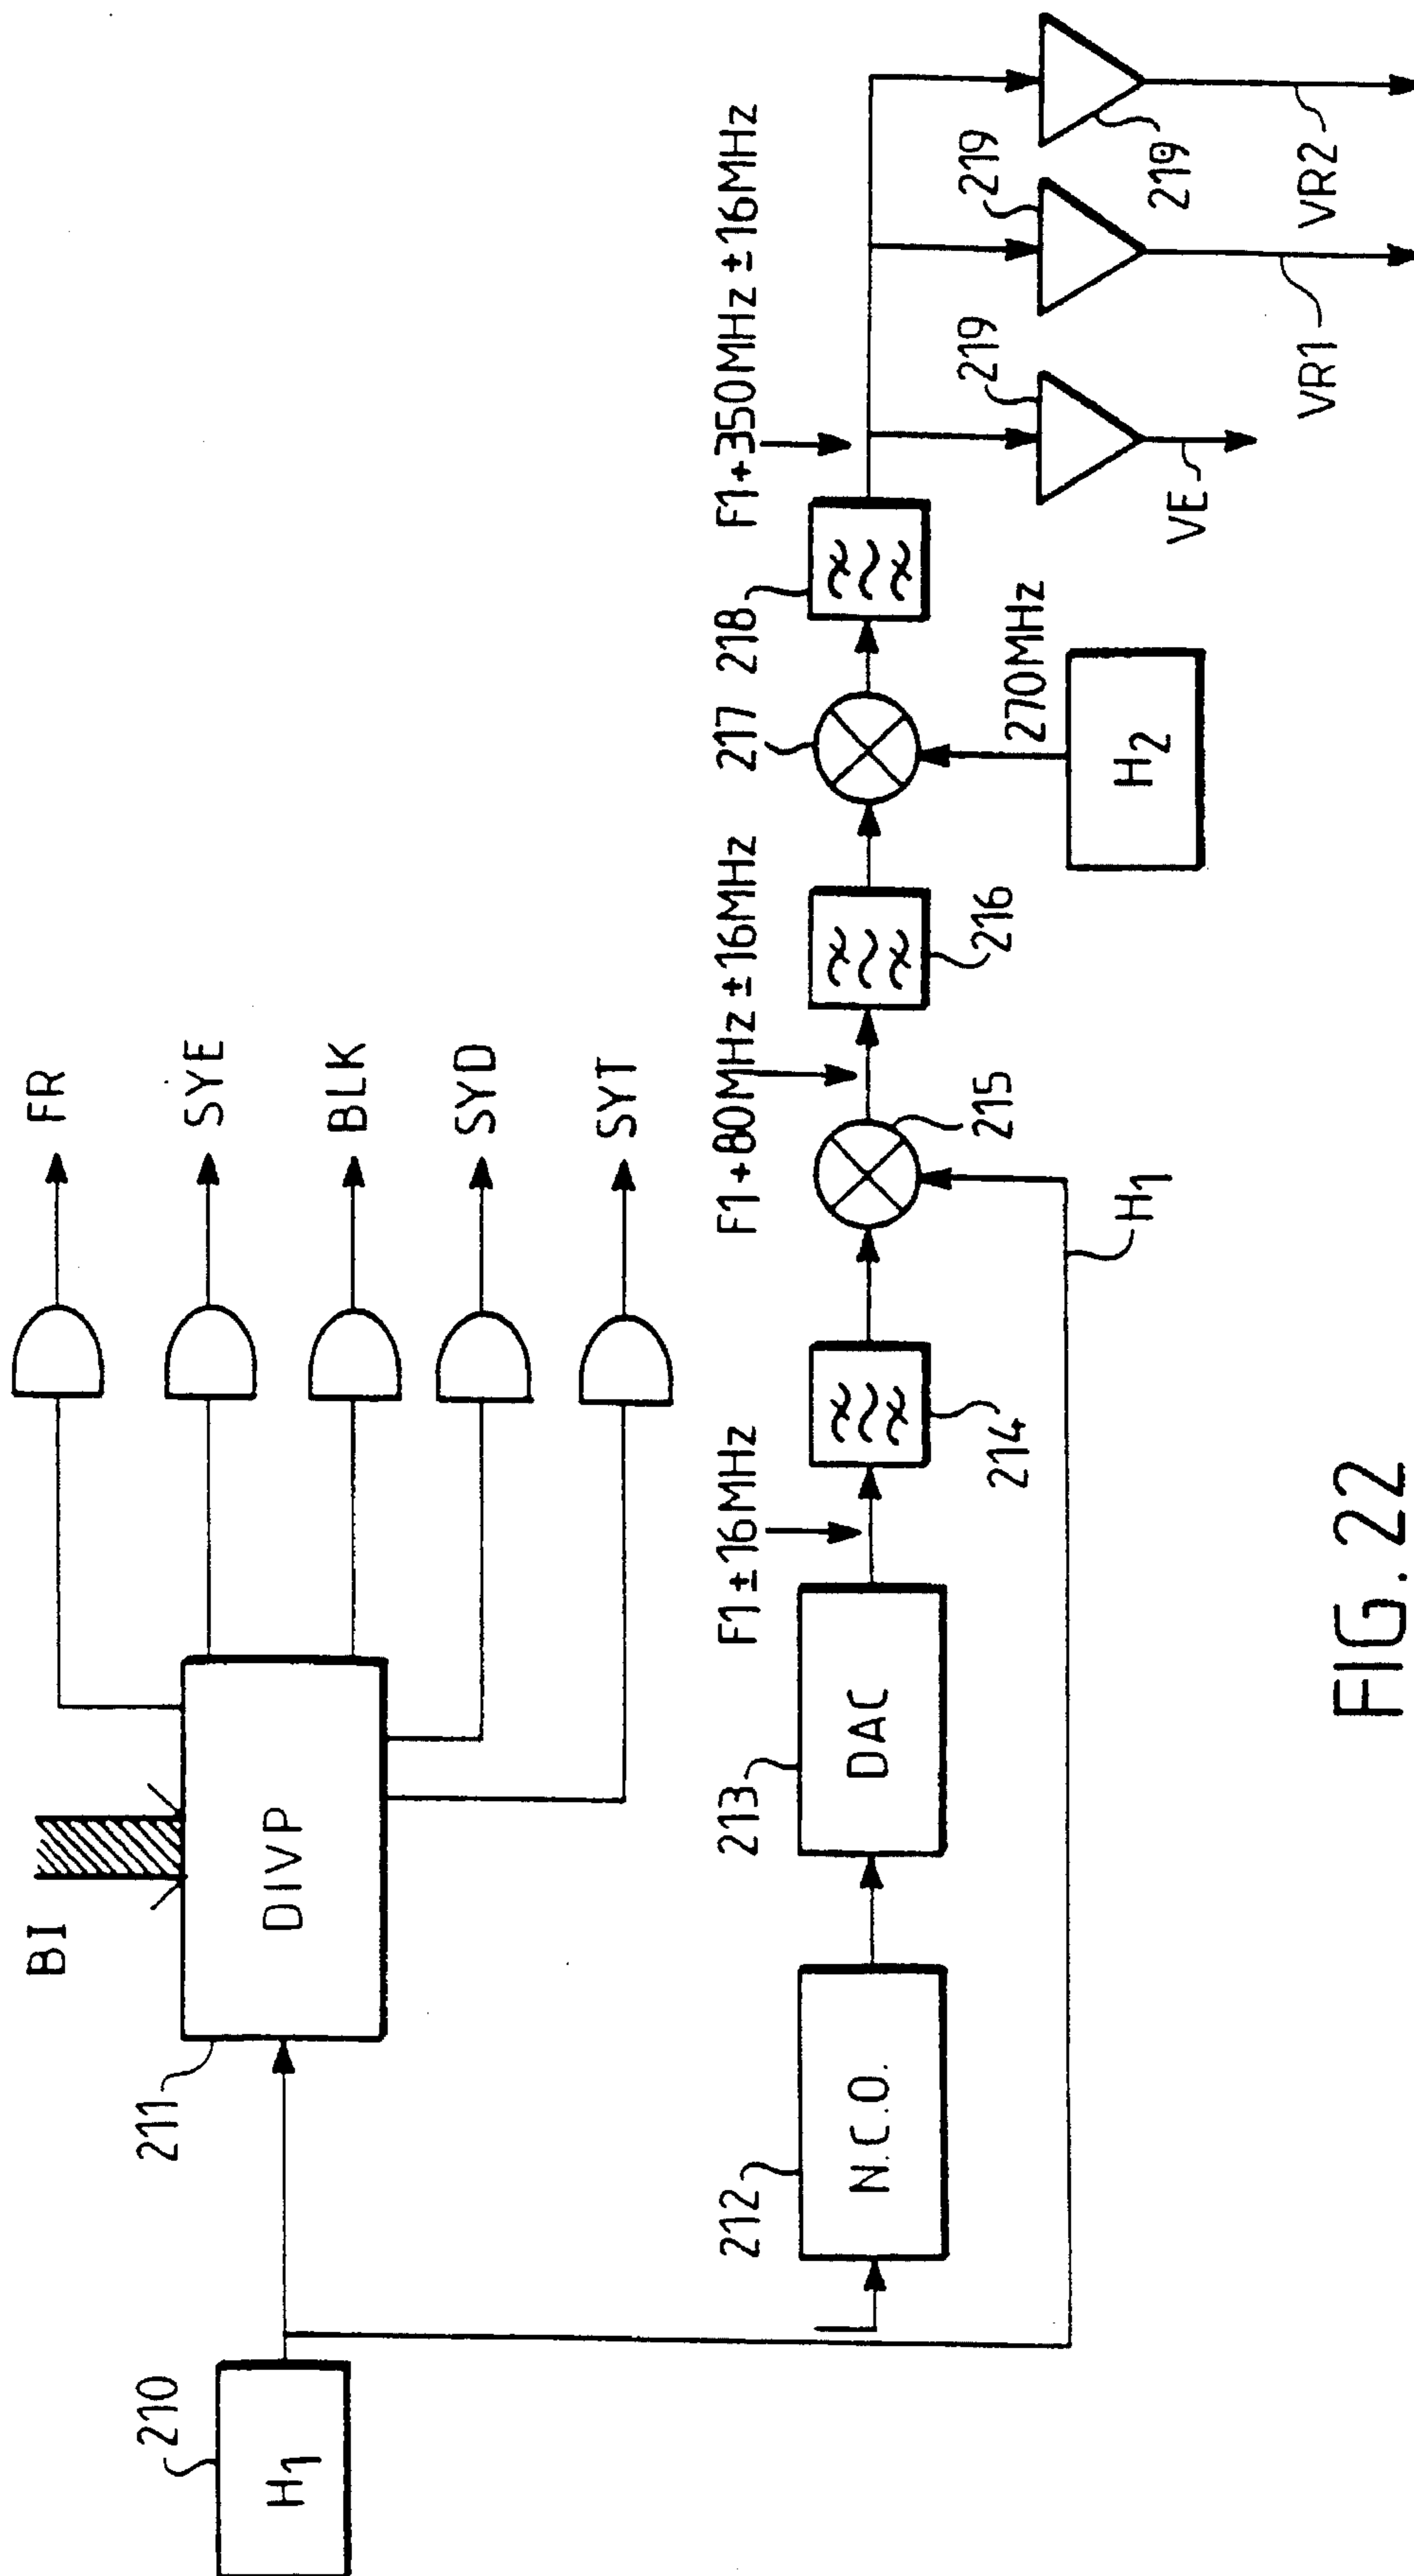 BI
FR
SYE
BLK
SYD
SYT
211
DIVP
210
H1
212
N.C.O.
213
DAC
F1±16MHz
214
F1+80MHz±16MHz
215
H1
216
217
218
270MHz
H2
F1+350MHz±16MHz
219
219
219
VE
VR1
VR2
FIG. 22